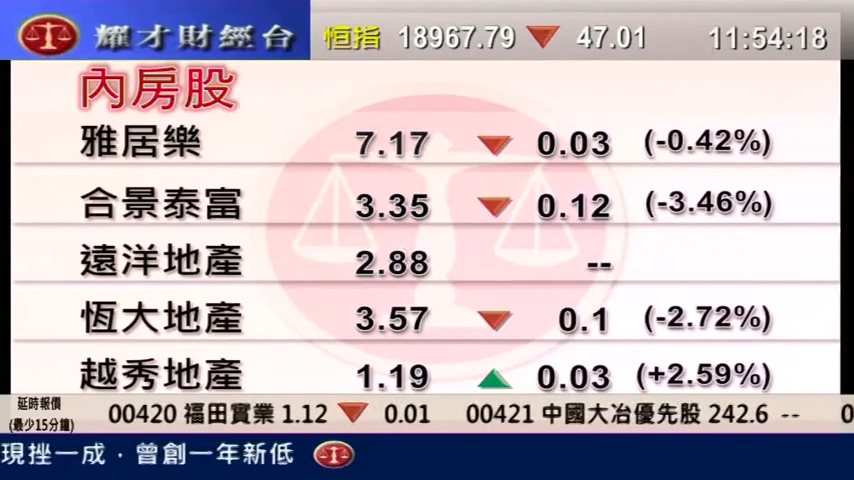 耀才財經台 恒指 18967.79 ▼ 47.01 11:54:18
內房股
雅居樂 7.17 ▼ 0.03 (-0.42%)
合景泰富 3.35 ▼ 0.12 (-3.46%)
遠洋地產 2.88 --
恆大地產 3.57 ▼ 0.1 (-2.72%)
越秀地產 1.19 ▲ 0.03 (+2.59%)
延時報價
(最少15分鐘)
00420 福田實業 1.12 ▼ 0.01 00421 中國大冶優先股 242.6 -- 0
現挫一成．曾創一年新低